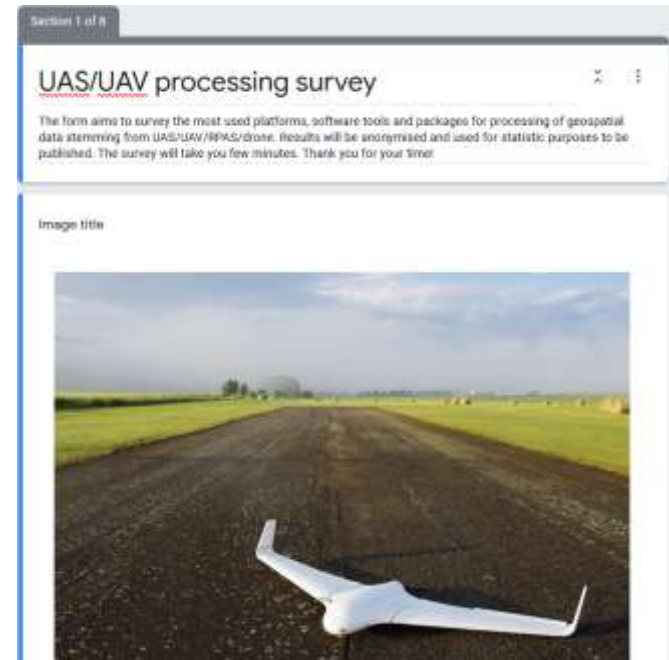 Section 1 of 8
UAS/UAV processing survey
The form aims to survey the most used platforms, software tools and packages for processing of geospatial
data stemming from UAS/UAV/RPAS/drone. Results will be anonymised and used for statistic purposes to be
published. The survey will take you few minutes. Thank you for your time!
Image title